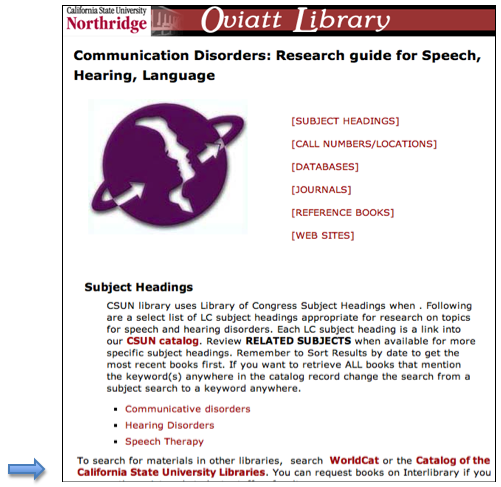 California State University
Northridge
Oviatt Library
Communication Disorders: Research guide for Speech,
Hearing, Language
[SUBJECT HEADINGS]
[CALL NUMBERS/LOCATIONS]
[DATABASES]
[JOURNALS]
[REFERENCE BOOKS]
[WEB SITES]
Subject Headings
CSUN library uses Library of Congress Subject Headings when . Following
are a select list of LC subject headings appropriate for research on topics
for speech and hearing disorders. Each LC subject heading is a link into
our CSUN catalog. Review RELATED SUBJECTS when available for more
specific subject headings. Remember to Sort Results by date to get the
most recent books first. If you want to retrieve ALL books that mention
the keyword(s) anywhere in the catalog record change the search from a
subject search to a keyword anywhere.
Communicative disorders
Hearing Disorders
Speech Therapy
To search for materials in other libraries, search WorldCat or the Catalog of the
California State University Libraries. You can request books on Interlibrary if you